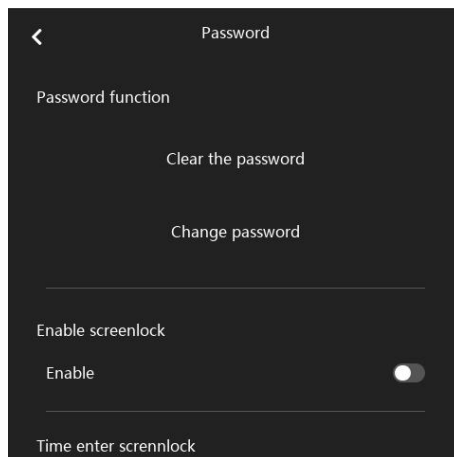 Password
Password function
Clear the password
Change password
Enable screenlock
Enable
Time enter scrennlock